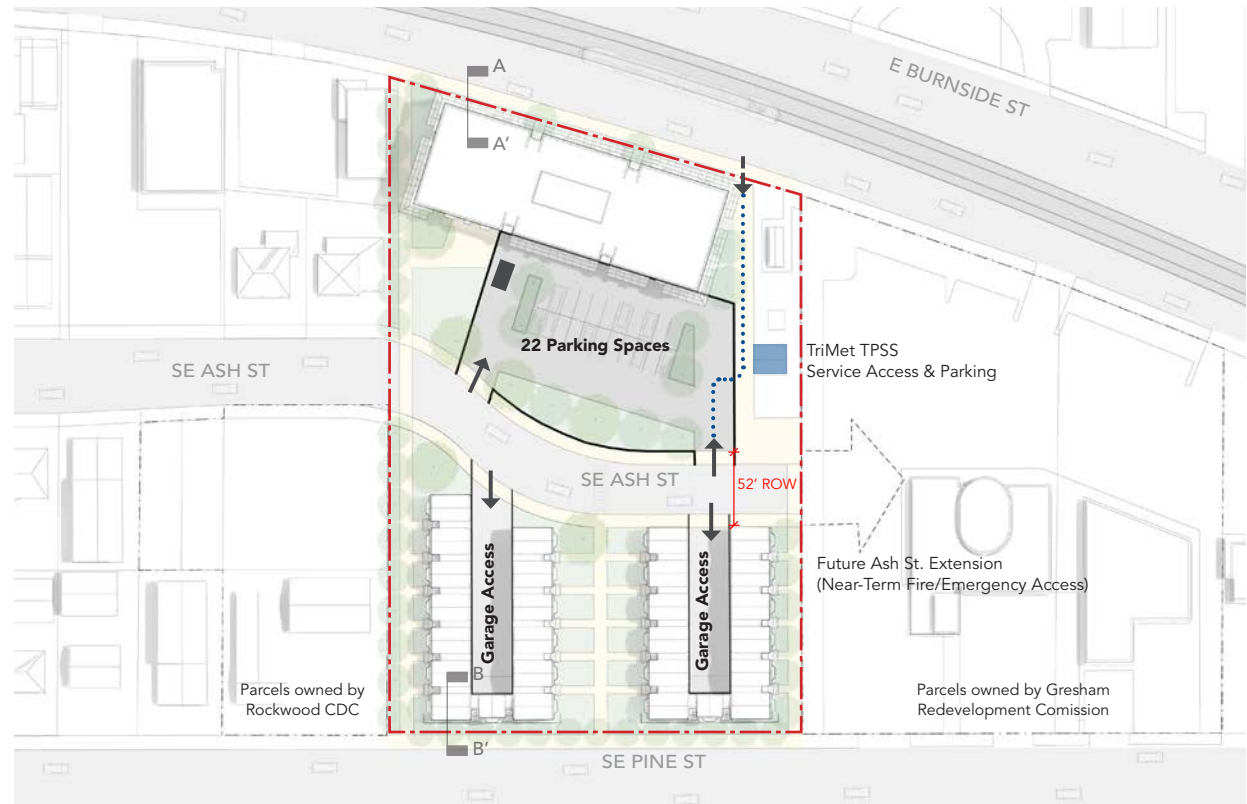 A
E BURNSIDE ST
A'
22 Parking Spaces
TriMet TPSS
Service Access & Parking
SE ASH ST
SE ASH ST
52' ROW
Garage Access
Garage Access
Future Ash St. Extension
(Near-Term Fire/Emergency Access)
B
Parcels owned by
Rockwood CDC
Parcels owned by Gresham
Redevelopment Comission
B'
SE PINE ST